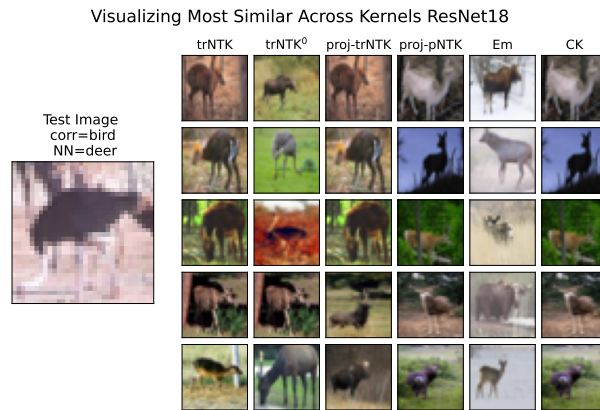 Visualizing Most Similar Across Kernels ResNet18
trNTK trNTK⁰ proj-trNTK proj-pNTK Em CK
Test Image
corr=bird
NN=deer